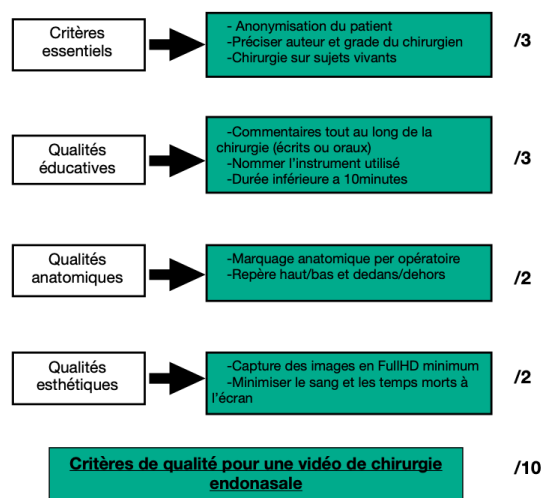 Critères
essentiels
- Anonymisation du patient
-Préciser auteur et grade du chirurgien
-Chirurgie sur sujets vivants
/3
Qualités
éducatives
-Commentaires tout au long de la
chirurgie (écrits ou oraux)
-Nommer l'instrument utilisé
-Durée inférieure a 10minutes
/3
Qualités
anatomiques
-Marquage anatomique per opératoire
-Repère haut/bas et dedans/dehors
/2
Qualités
esthétiques
-Capture des images en FullHD minimum
-Minimiser le sang et les temps morts à
l'écran
/2
Critères de qualité pour une vidéo de chirurgie
endonasale
/10